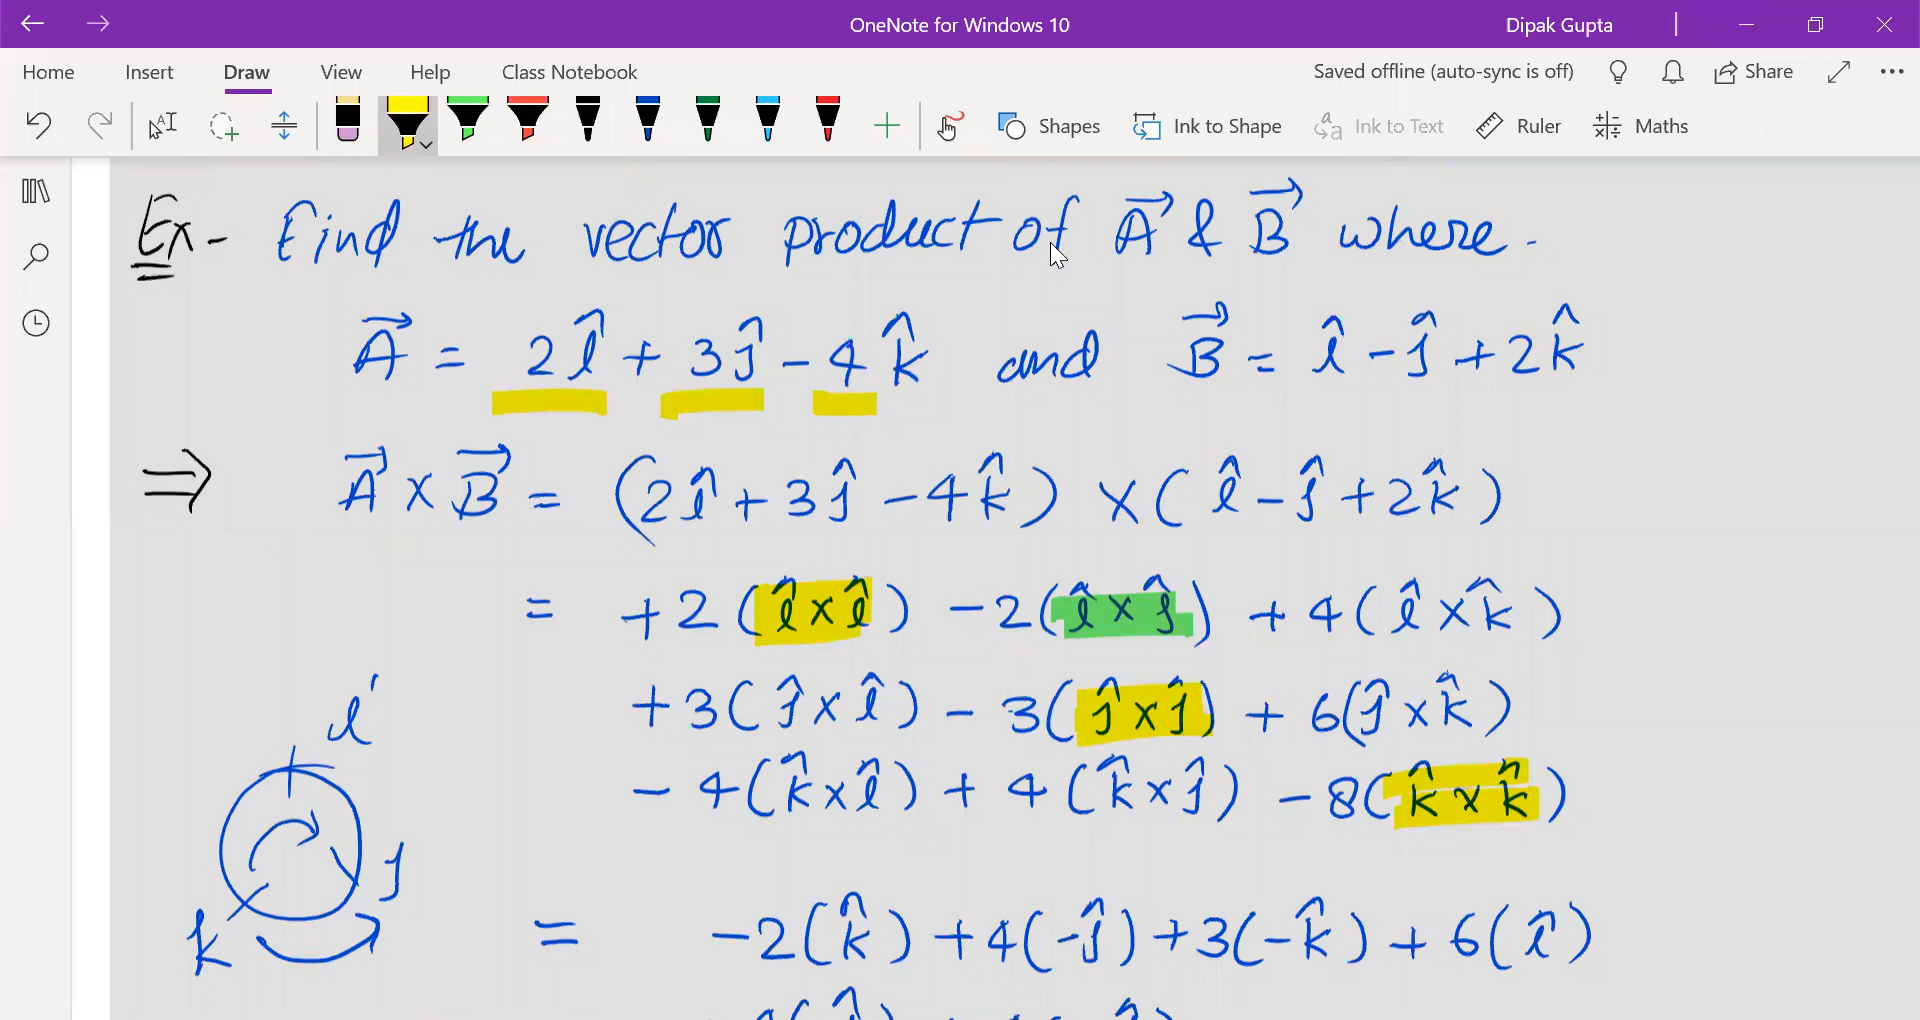 OneNote for Windows 10
Dipak Gupta
Home Insert Draw View Help Class Notebook
Saved offline (auto-sync is off) Share
Shapes Ink to Shape Ink to Text Ruler Maths
Ex- Find the vector product of A⃗ & B⃗ where -
A⃗ = 2î + 3ĵ - 4k̂ and B⃗ = î - ĵ + 2k̂
⇒ A⃗ × B⃗ = (2î + 3ĵ - 4k̂) × (î - ĵ + 2k̂)
= +2(î × î) - 2(î × ĵ) + 4(î × k̂)
+3(ĵ × î) - 3(ĵ × ĵ) + 6(ĵ × k̂)
-4(k̂ × î) + 4(k̂ × ĵ) - 8(k̂ × k̂)
i
j
k
= -2(k̂) + 4(-ĵ) + 3(-k̂) + 6(î)